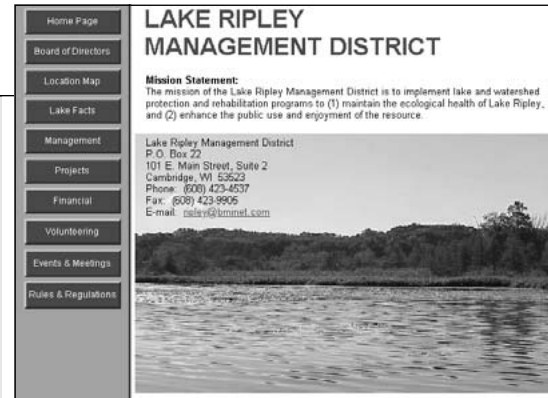 Home Page
Board of Directors
Location Map
Lake Facts
Management
Projects
Financial
Volunteering
Events & Meetings
Rules & Regulations
LAKE RIPLEY
MANAGEMENT DISTRICT
Mission Statement:
The mission of the Lake Ripley Management District is to implement lake and watershed
protection and rehabilitation programs to (1) maintain the ecological health of Lake Ripley,
and (2) enhance the public use and enjoyment of the resource.
Lake Ripley Management District
P.O. Box 22
101 E. Main Street, Suite 2
Cambridge, WI 53523
Phone: (608) 423-4537
Fax: (608) 423-9905
E-mail: ripley@bminet.com